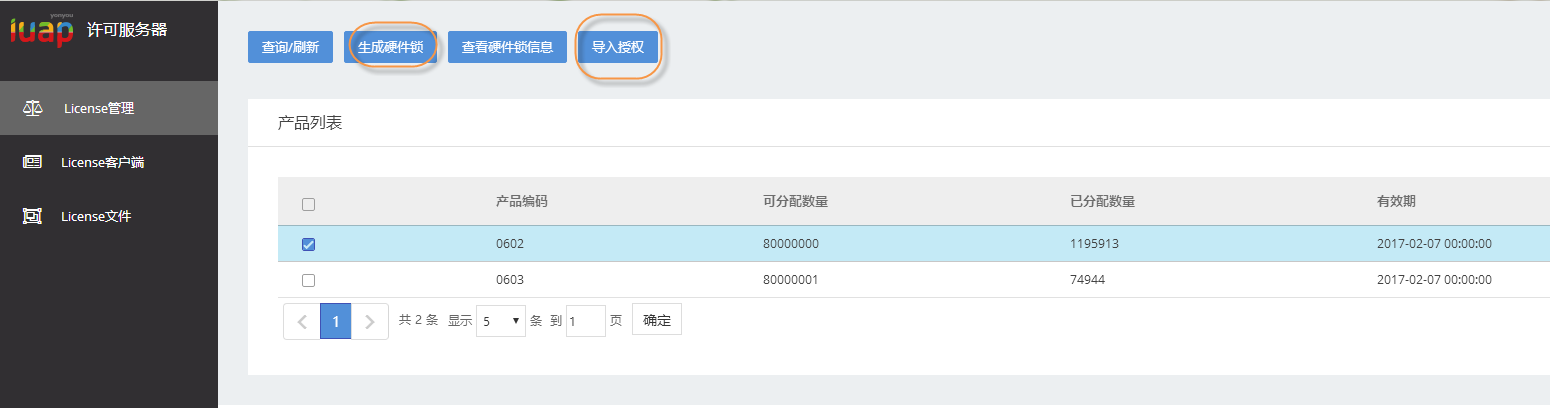 yonyou
iuap 许可服务器
查询/刷新 生成硬件锁 查看硬件锁信息 导入授权
License管理
License客户端
License文件
产品列表
产品编码 可分配数量 已分配数量 有效期
0602 80000000 1195913 2017-02-07 00:00:00
0603 80000001 74944 2017-02-07 00:00:00
1 共 2 条 显示 5 条 到 1 页 确定